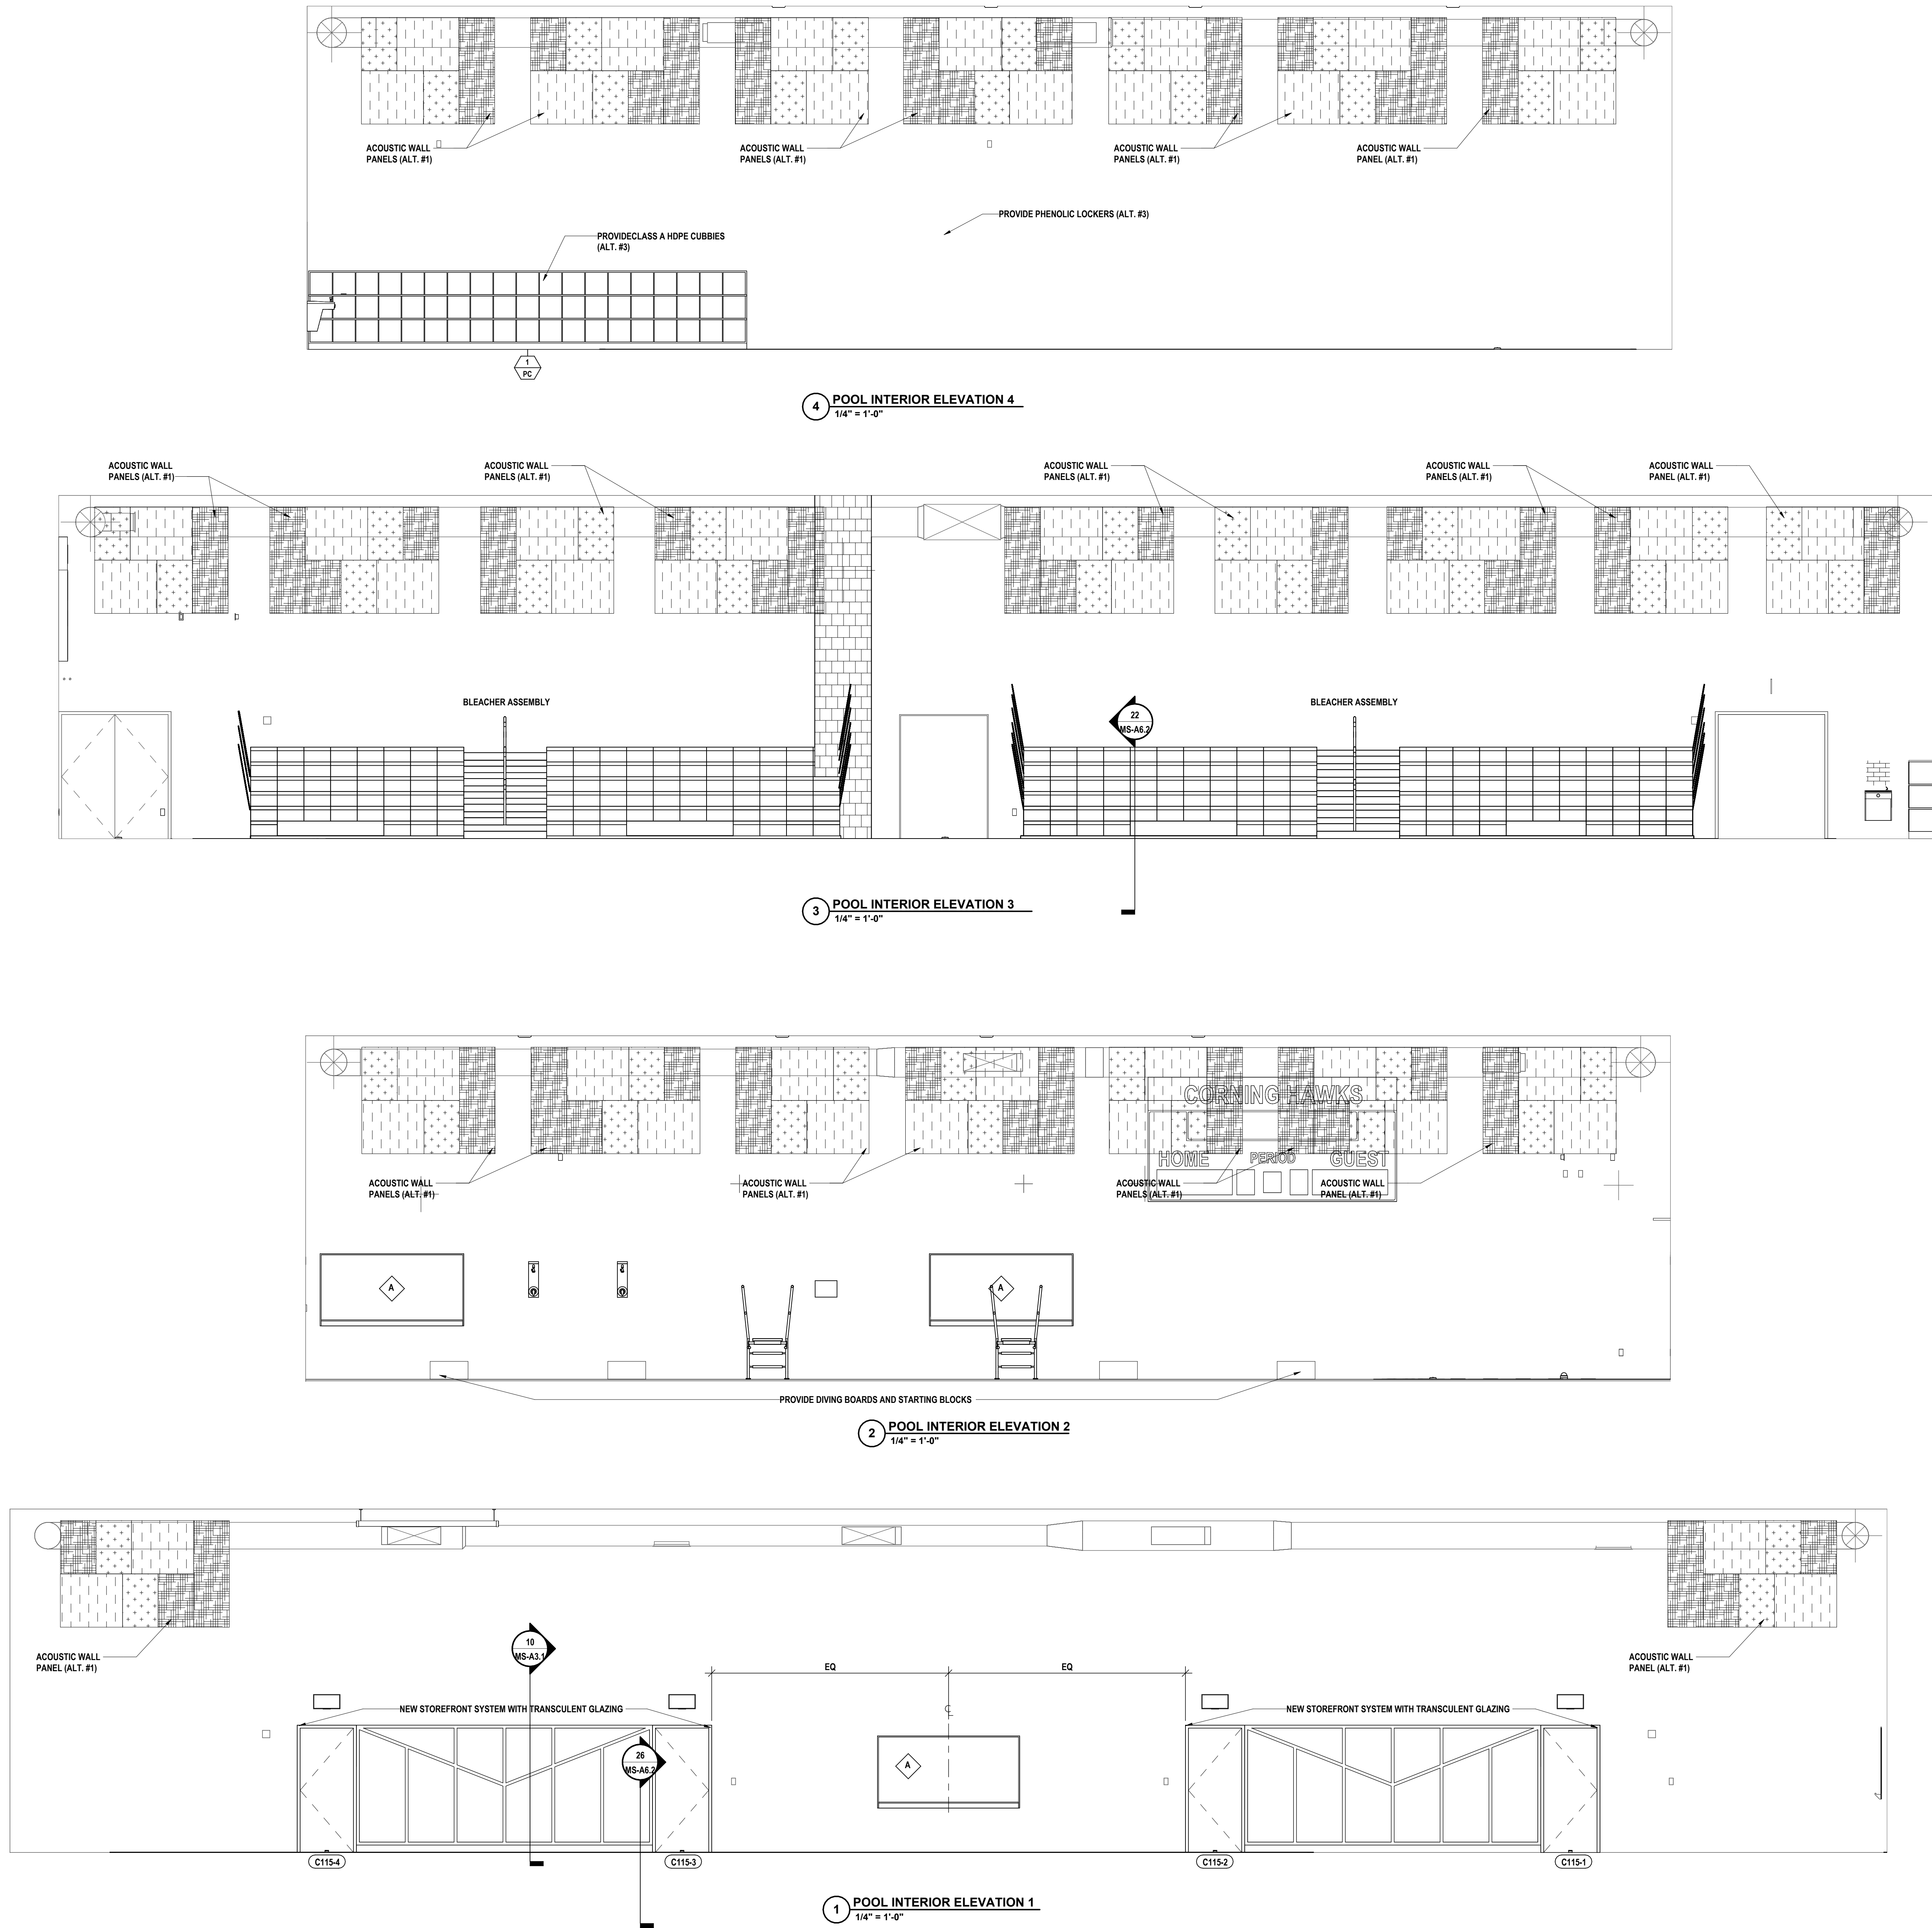 ACOUSTIC WALL
PANELS (ALT. #1)
ACOUSTIC WALL
PANELS (ALT. #1)
ACOUSTIC WALL
PANELS (ALT. #1)
ACOUSTIC WALL
PANEL (ALT. #1)
PROVIDE PHENOLIC LOCKERS (ALT. #3)
PROVIDECLASS A HDPE CUBBIES
(ALT. #3)
1
PC
4
POOL INTERIOR ELEVATION 4
1/4" = 1'-0"
ACOUSTIC WALL
PANELS (ALT. #1)
ACOUSTIC WALL
PANELS (ALT. #1)
ACOUSTIC WALL
PANELS (ALT. #1)
ACOUSTIC WALL
PANELS (ALT. #1)
ACOUSTIC WALL
PANEL (ALT. #1)
BLEACHER ASSEMBLY
22
MS-A6.2
BLEACHER ASSEMBLY
3
POOL INTERIOR ELEVATION 3
1/4" = 1'-0"
CORNING HAWKS
HOME
PERIOD
GUEST
ACOUSTIC WALL
PANELS (ALT. #1)
ACOUSTIC WALL
PANELS (ALT. #1)
ACOUSTIC WALL
PANELS (ALT. #1)
ACOUSTIC WALL
PANEL (ALT. #1)
A
A
PROVIDE DIVING BOARDS AND STARTING BLOCKS
2
POOL INTERIOR ELEVATION 2
1/4" = 1'-0"
ACOUSTIC WALL
PANEL (ALT. #1)
10
MS-A3.1
EQ
EQ
ACOUSTIC WALL
PANEL (ALT. #1)
NEW STOREFRONT SYSTEM WITH TRANSCULENT GLAZING
CL
NEW STOREFRONT SYSTEM WITH TRANSCULENT GLAZING
26
MS-A6.2
A
C115-4
C115-3
C115-2
C115-1
1
POOL INTERIOR ELEVATION 1
1/4" = 1'-0"